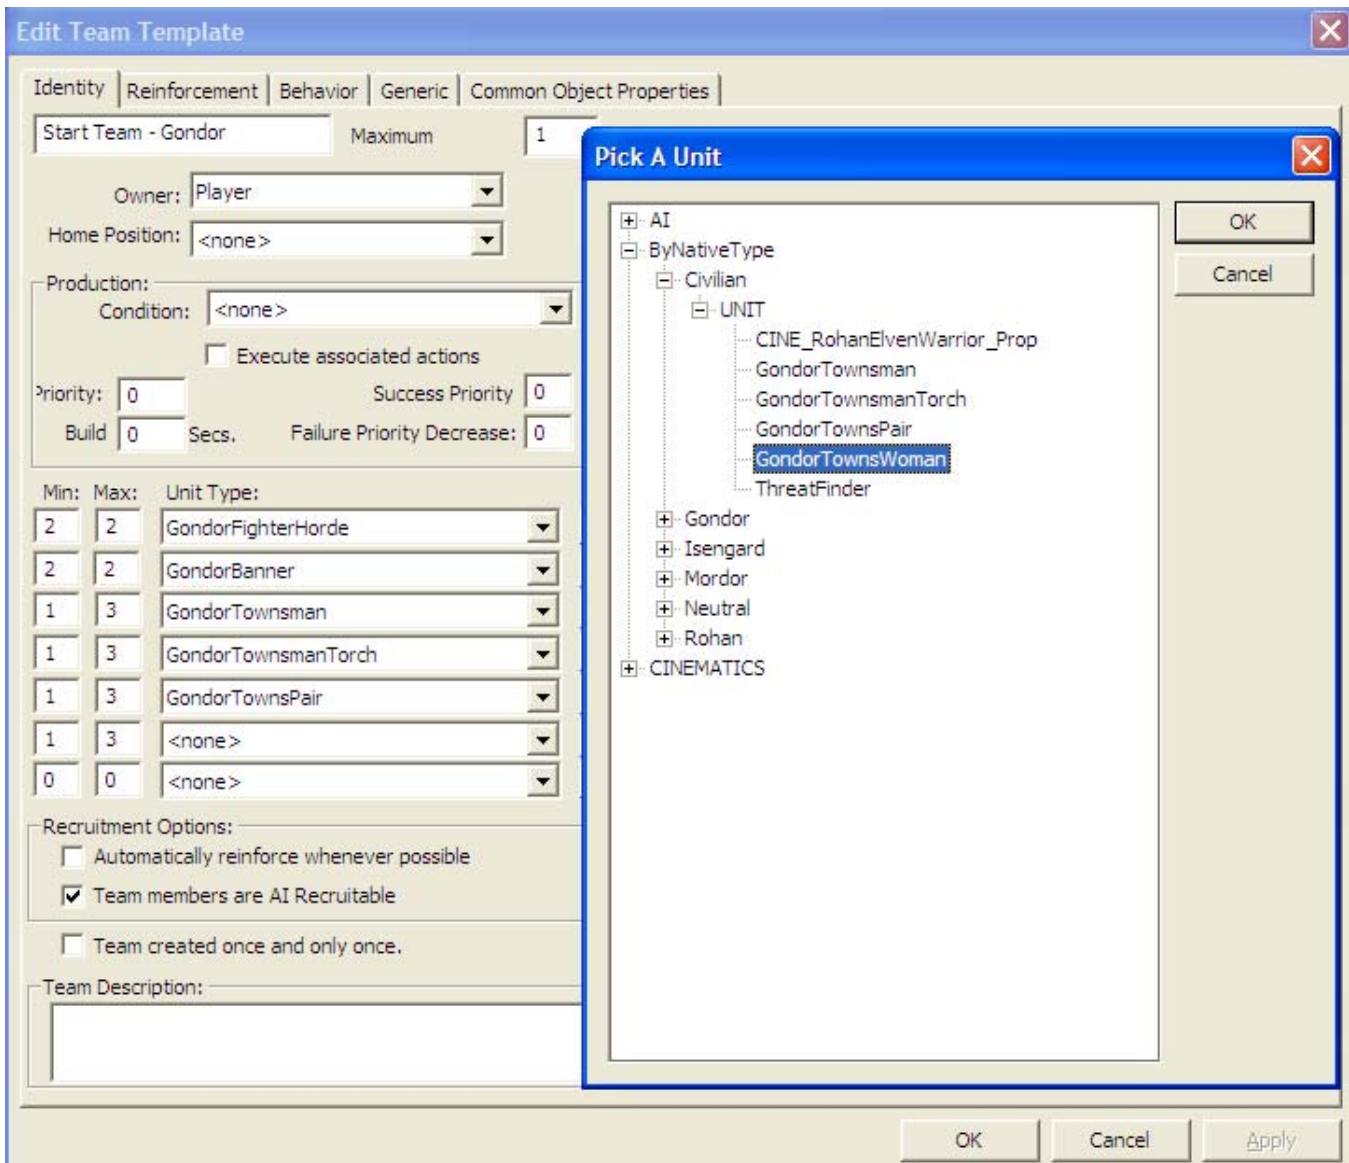 Edit Team Template
Identity Reinforcement Behavior Generic Common Object Properties
Start Team - Gondor Maximum 1
Owner: Player
Home Position: <none>
Production:
Condition: <none>
Execute associated actions
Priority: 0 Success Priority 0
Build 0 Secs. Failure Priority Decrease: 0
Min: Max: Unit Type:
2 2 GondorFighterHorde
2 2 GondorBanner
1 3 GondorTownsman
1 3 GondorTownsmanTorch
1 3 GondorTownsPair
1 3 <none>
0 0 <none>
Recruitment Options:
Automatically reinforce whenever possible
Team members are AI Recruitable
Team created once and only once.
Team Description:
Pick A Unit
AI
ByNativeType
Civilian
UNIT
CINE_RohanElvenWarrior_Prop
GondorTownsman
GondorTownsmanTorch
GondorTownsPair
GondorTownsWoman
ThreatFinder
Gondor
Isengard
Mordor
Neutral
Rohan
CINEMATICS
OK
Cancel
OK Cancel Apply